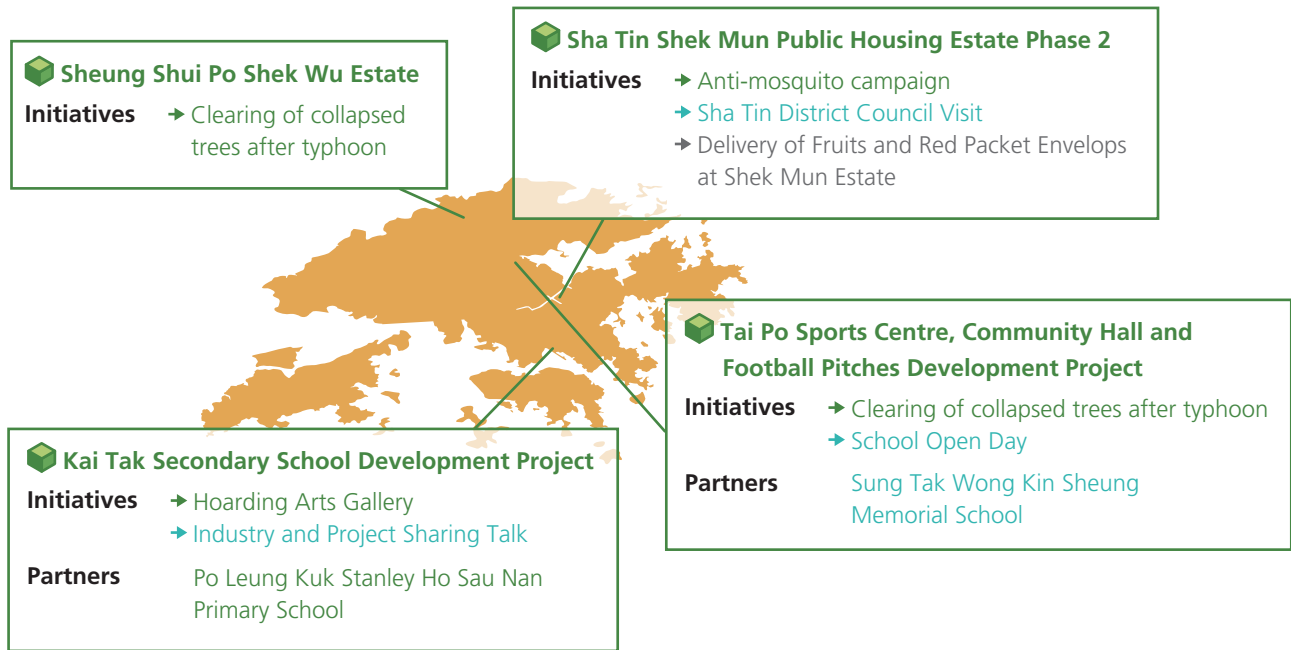 Sheung Shui Po Shek Wu Estate
Initiatives → Clearing of collapsed
trees after typhoon
Sha Tin Shek Mun Public Housing Estate Phase 2
Initiatives → Anti-mosquito campaign
→ Sha Tin District Council Visit
→ Delivery of Fruits and Red Packet Envelops
at Shek Mun Estate
Tai Po Sports Centre, Community Hall and
Football Pitches Development Project
Initiatives → Clearing of collapsed trees after typhoon
→ School Open Day
Partners Sung Tak Wong Kin Sheung
Memorial School
Kai Tak Secondary School Development Project
Initiatives → Hoarding Arts Gallery
→ Industry and Project Sharing Talk
Partners Po Leung Kuk Stanley Ho Sau Nan
Primary School